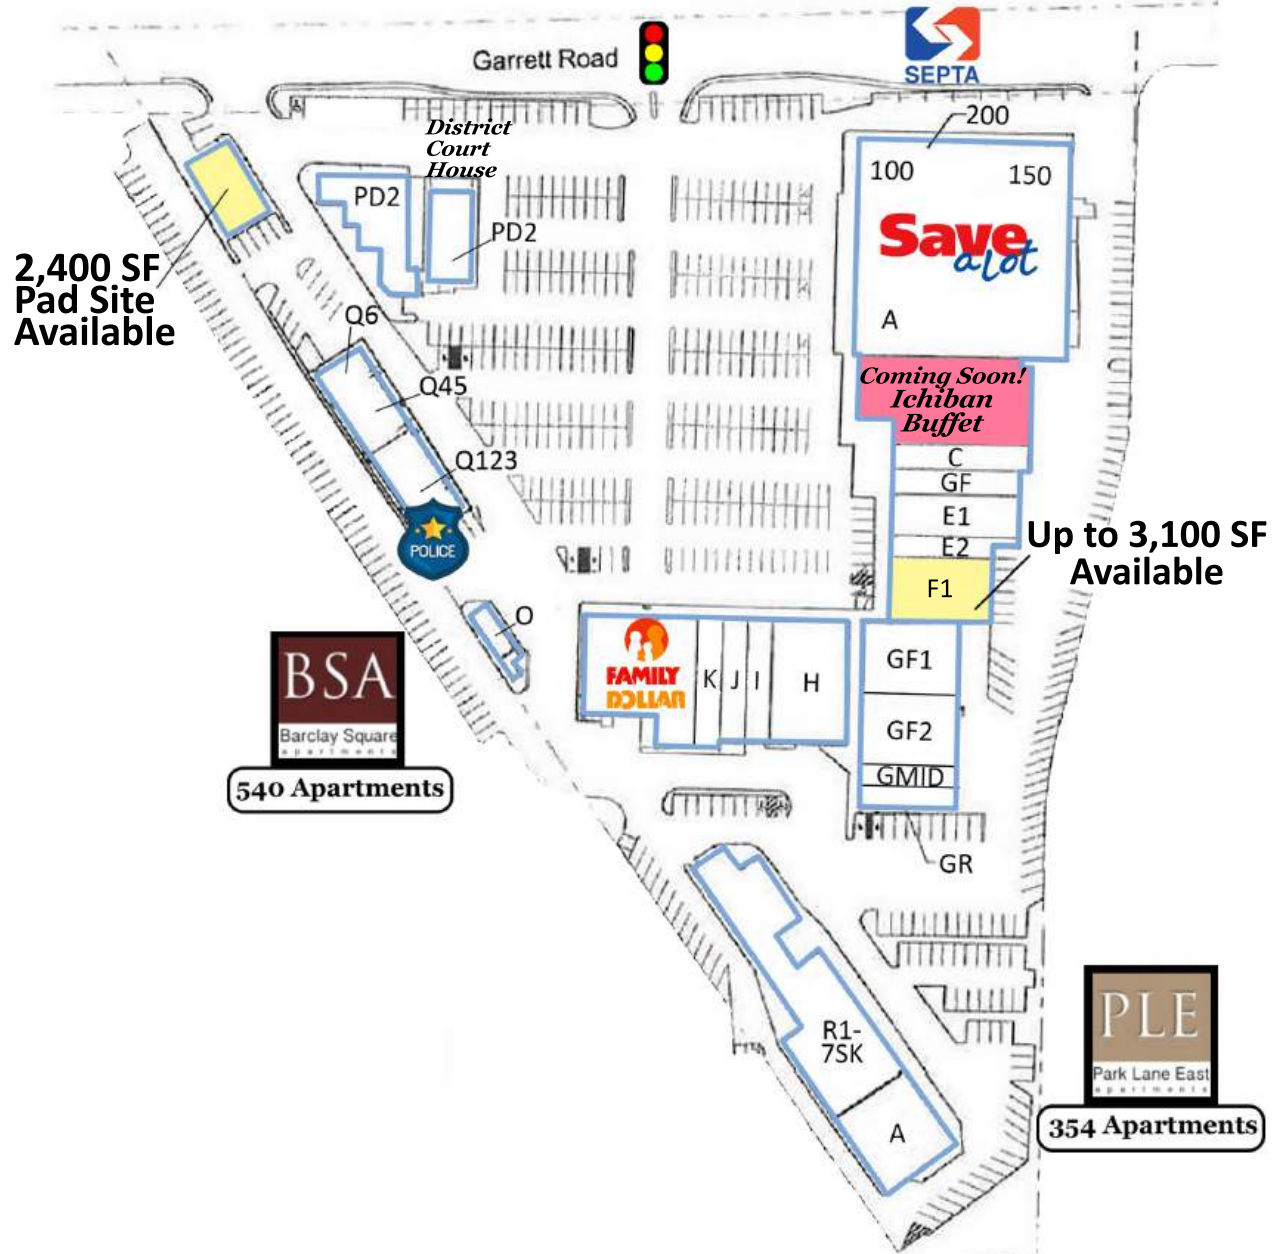 Garrett Road
SEPTA
200
100
150
Save
a lot
A
District
Court
House
PD2
PD2
2,400 SF
Pad Site
Available
Q6
Q45
Q123
POLICE
O
Coming Soon!
Ichiban
Buffet
C
GF
E1
E2
F1
Up to 3,100 SF
Available
FAMILY
DOLLAR
K
J
I
H
GF1
GF2
GMID
GR
BSA
Barclay Square
apartments
540 Apartments
R1-
7SK
A
PLE
Park Lane East
apartments
354 Apartments